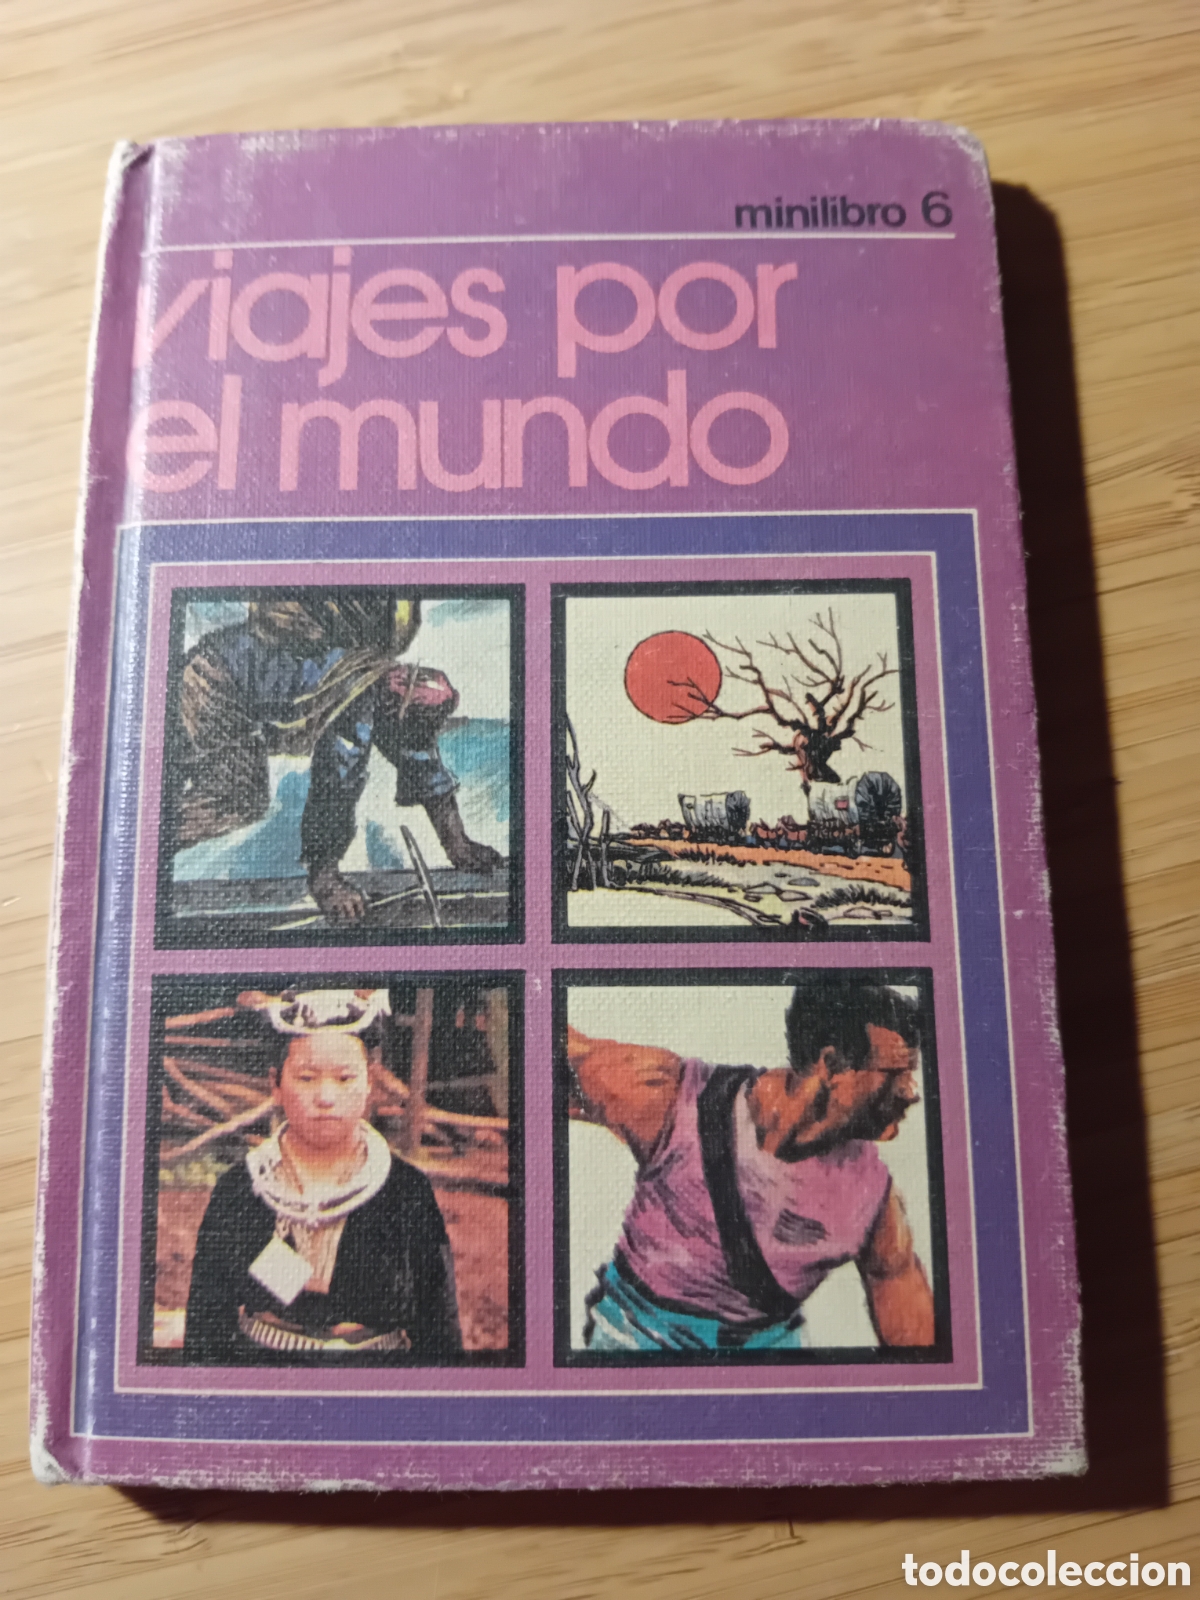 minilibro 6
viajes por
el mundo
todocoleccion